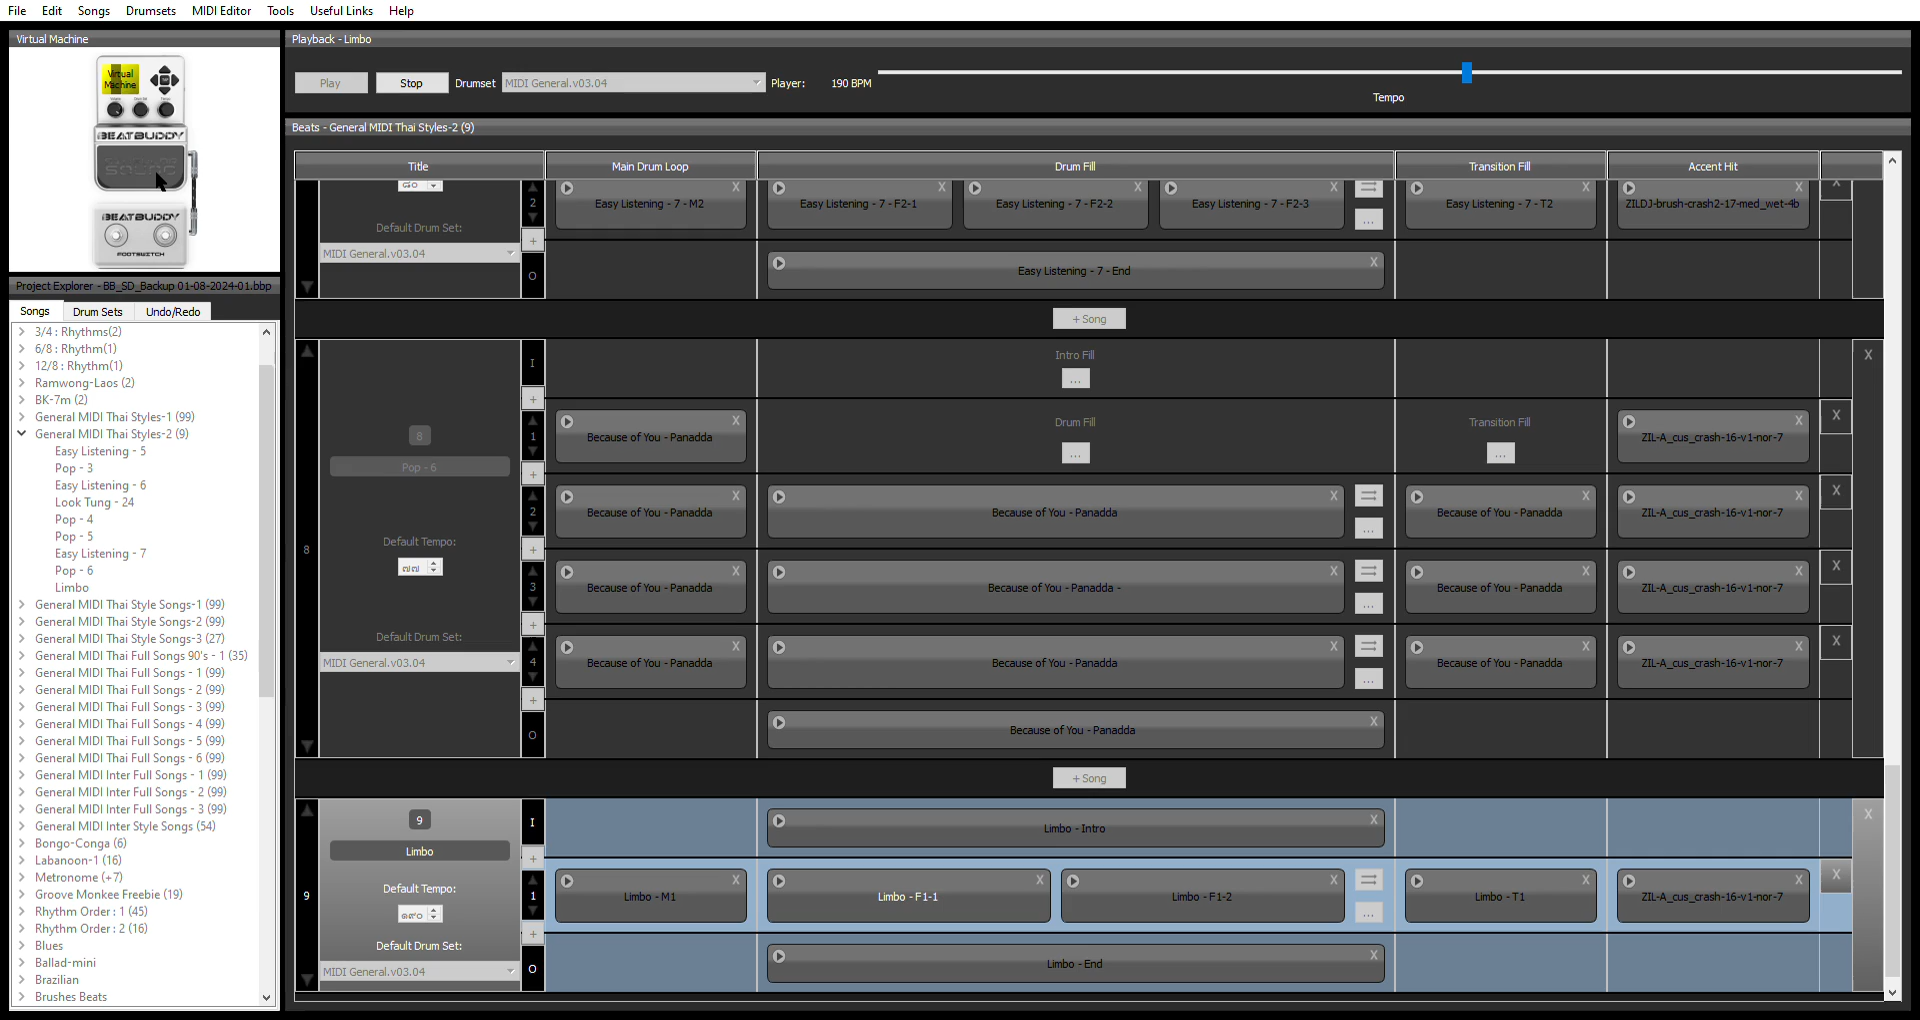 File Edit Songs Drumsets MIDI Editor Tools Useful Links Help
Virtual Machine
Virtual
Machine
BEATBUDDY
BEATBUDDY
FOOTSWITCH
Project Explorer - BB_SD_Backup 01-08-2024-01.bbp
Songs Drum Sets Undo/Redo
3/4 : Rhythms(2)
6/8 : Rhythm(1)
12/8 : Rhythm(1)
Ramwong-Laos (2)
BK-7m (2)
General MIDI Thai Styles-1 (99)
General MIDI Thai Styles-2 (9)
Easy Listening - 5
Pop - 3
Easy Listening - 6
Look Tung - 24
Pop - 4
Pop - 5
Easy Listening - 7
Pop - 6
Limbo
General MIDI Thai Style Songs-1 (99)
General MIDI Thai Style Songs-2 (99)
General MIDI Thai Style Songs-3 (27)
General MIDI Thai Full Songs 90's - 1 (35)
General MIDI Thai Full Songs - 1 (99)
General MIDI Thai Full Songs - 2 (99)
General MIDI Thai Full Songs - 3 (99)
General MIDI Thai Full Songs - 4 (99)
General MIDI Thai Full Songs - 5 (99)
General MIDI Thai Full Songs - 6 (99)
General MIDI Inter Full Songs - 1 (99)
General MIDI Inter Full Songs - 2 (99)
General MIDI Inter Full Songs - 3 (99)
General MIDI Inter Style Songs (54)
Bongo-Conga (6)
Labanoon-1 (16)
Metronome (+7)
Groove Monkee Freebie (19)
Rhythm Order : 1 (45)
Rhythm Order : 2 (16)
Blues
Ballad-mini
Brazilian
Brushes Beats
Playback - Limbo
Play Stop Drumset MIDI General.v03.04 Player: 190 BPM
Tempo
Beats - General MIDI Thai Styles-2 (9)
Title Main Drum Loop Drum Fill Transition Fill Accent Hit
๘๐ 2 X X X X X X X
Easy Listening - 7 - M2 Easy Listening - 7 - F2-1 Easy Listening - 7 - F2-2 Easy Listening - 7 - F2-3 ... Easy Listening - 7 - T2 ZILDJ-brush-crash2-17-med_wet-4b
Default Drum Set:
+
MIDI General.v03.04
O Easy Listening - 7 - End X
+ Song
I Intro Fill X
...
+
8 1 Because of You - Panadda X Drum Fill ... Transition Fill ... ZIL-A_cus_crash-16-v1-nor-7 X X
Pop - 6
+
2 Because of You - Panadda X Because of You - Panadda X ... Because of You - Panadda X ZIL-A_cus_crash-16-v1-nor-7 X X
Default Tempo:
+
8 ๗๗ 3 Because of You - Panadda X Because of You - Panadda - X ... Because of You - Panadda X ZIL-A_cus_crash-16-v1-nor-7 X X
+
Default Drum Set:
MIDI General.v03.04 4 Because of You - Panadda X Because of You - Panadda X ... Because of You - Panadda X ZIL-A_cus_crash-16-v1-nor-7 X X
+
O Because of You - Panadda X
+ Song
9 I Limbo - Intro X X
Limbo
+
Default Tempo:
9 1 Limbo - M1 X Limbo - F1-1 X Limbo - F1-2 X ... Limbo - T1 X ZIL-A_cus_crash-16-v1-nor-7 X X
๑๙๐
+
Default Drum Set:
MIDI General.v03.04 O Limbo - End X